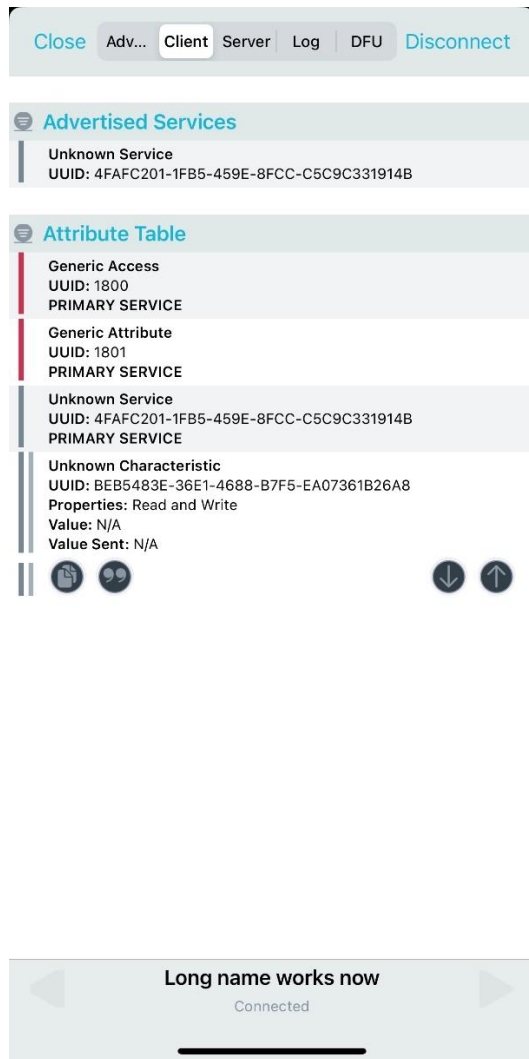 Close Adv... Client Server Log DFU Disconnect
Advertised Services
Unknown Service
UUID: 4FAFC201-1FB5-459E-8FCC-C5C9C331914B
Attribute Table
Generic Access
UUID: 1800
PRIMARY SERVICE
Generic Attribute
UUID: 1801
PRIMARY SERVICE
Unknown Service
UUID: 4FAFC201-1FB5-459E-8FCC-C5C9C331914B
PRIMARY SERVICE
Unknown Characteristic
UUID: BEB5483E-36E1-4688-B7F5-EA07361B26A8
Properties: Read and Write
Value: N/A
Value Sent: N/A
Long name works now
Connected